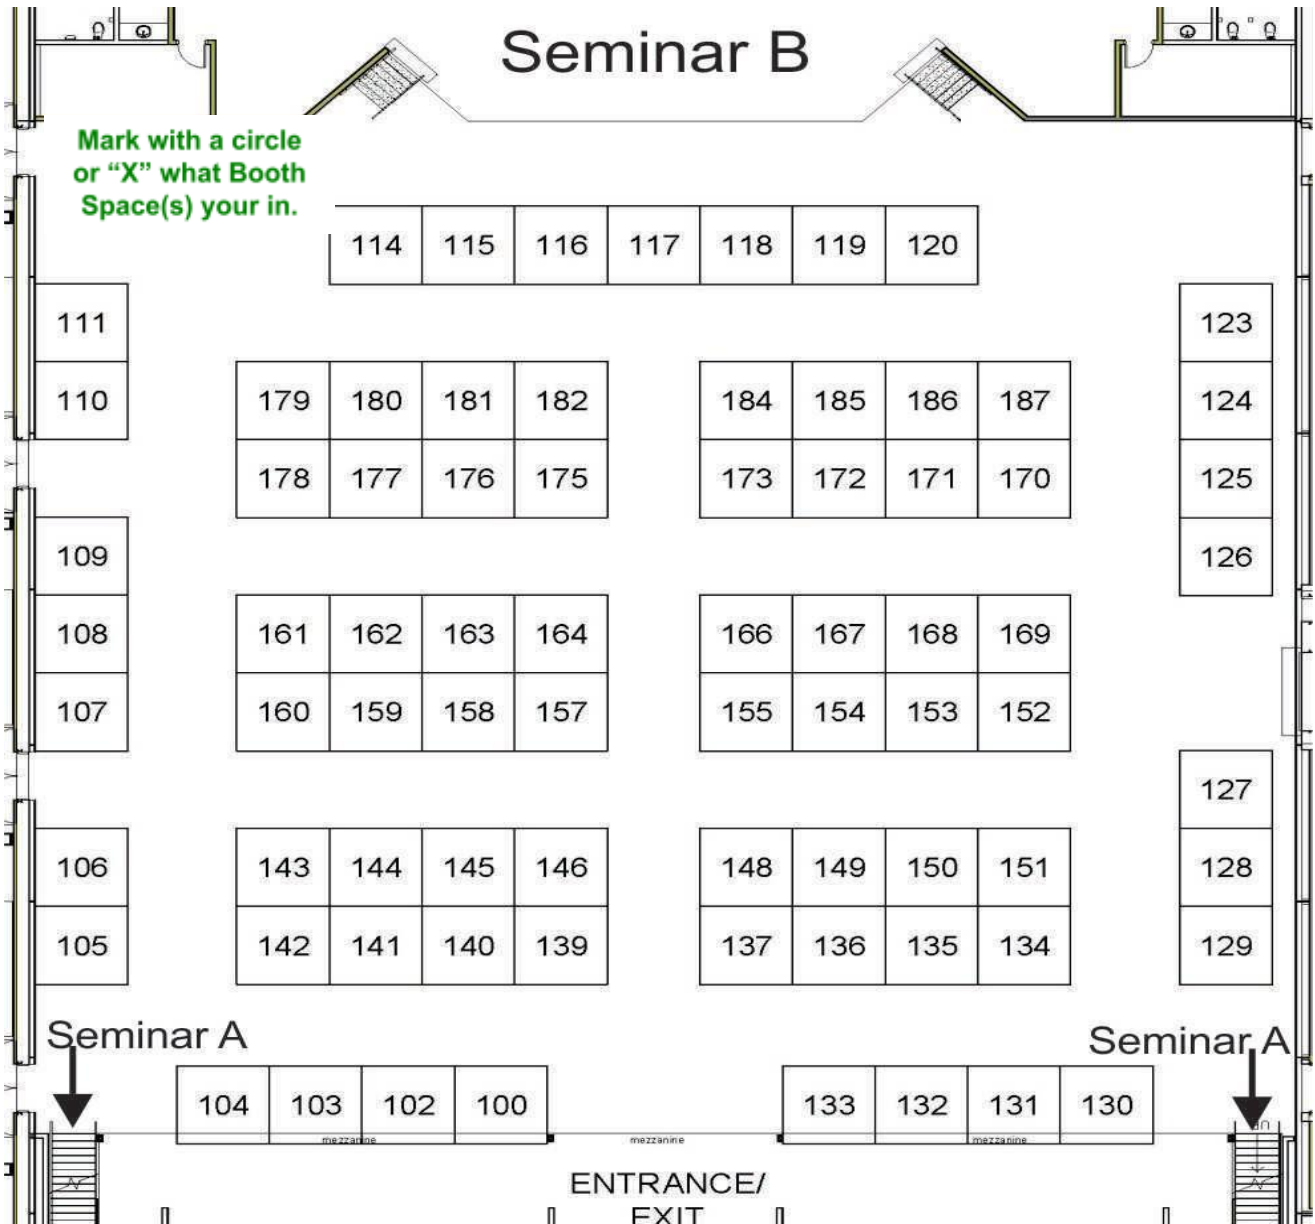 Seminar B
Mark with a circle
or “X” what Booth
Space(s) your in.
114 115 116 117 118 119 120
111 123
110 179 180 181 182 184 185 186 187 124
178 177 176 175 173 172 171 170 125
109 126
108 161 162 163 164 166 167 168 169
107 160 159 158 157 155 154 153 152
127
106 143 144 145 146 148 149 150 151 128
105 142 141 140 139 137 136 135 134 129
Seminar A Seminar A
104 103 102 100 133 132 131 130
mezzanine mezzanine mezzanine
ENTRANCE/
EXIT